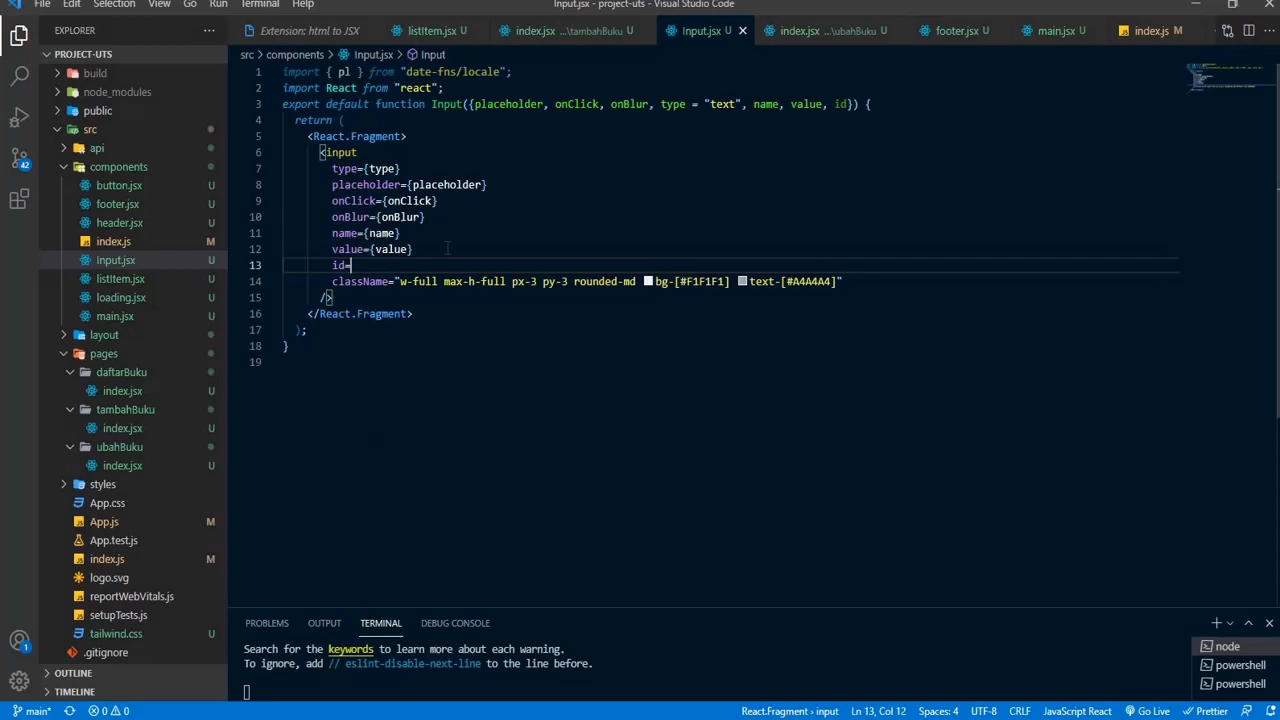 File Edit Selection View Go Run Terminal Help
Input.jsx - project-uts - Visual Studio Code
EXPLORER
PROJECT-UTS
build
node_modules
public
src
api
components
button.jsx U
footer.jsx U
header.jsx U
index.js
Input.jsx U
listItem.jsx U
loading.jsx U
main.jsx U
layout
pages
daftarBuku
index.jsx U
tambahBuku
index.jsx U
ubahBuku
index.jsx U
styles
App.css
App.js M
App.test.js
index.js M
logo.svg
reportWebVitals.js
setupTests.js
tailwind.css U
.gitignore
OUTLINE
TIMELINE
42
1
Extension: html to JSX
listItem.jsx U
index.jsx ...\tambahBuku U
Input.jsx U
index.jsx ...\ubahBuku U
footer.jsx U
main.jsx U
index.js M
src > components > Input.jsx > Input
1 import { pl } from "date-fns/locale";
2 import React from "react";
3 export default function Input({placeholder, onClick, onBlur, type = "text", name, value, id}) {
4 return (
5 <React.Fragment>
6 <input
7 type={type}
8 placeholder={placeholder}
9 onClick={onClick}
10 onBlur={onBlur}
11 name={name}
12 value={value}
13 id=
14 className="w-full max-h-full px-3 py-3 rounded-md bg-[#F1F1F1] text-[#A4A4A4]"
15 />
16 </React.Fragment>
17 );
18 }
19
PROBLEMS OUTPUT TERMINAL DEBUG CONSOLE
Search for the keywords to learn more about each warning.
To ignore, add // eslint-disable-next-line to the line before.
node
powershell
powershell
main* 0 0 React.Fragment > input Ln 13, Col 12 Spaces: 4 UTF-8 CRLF JavaScript React Go Live Prettier